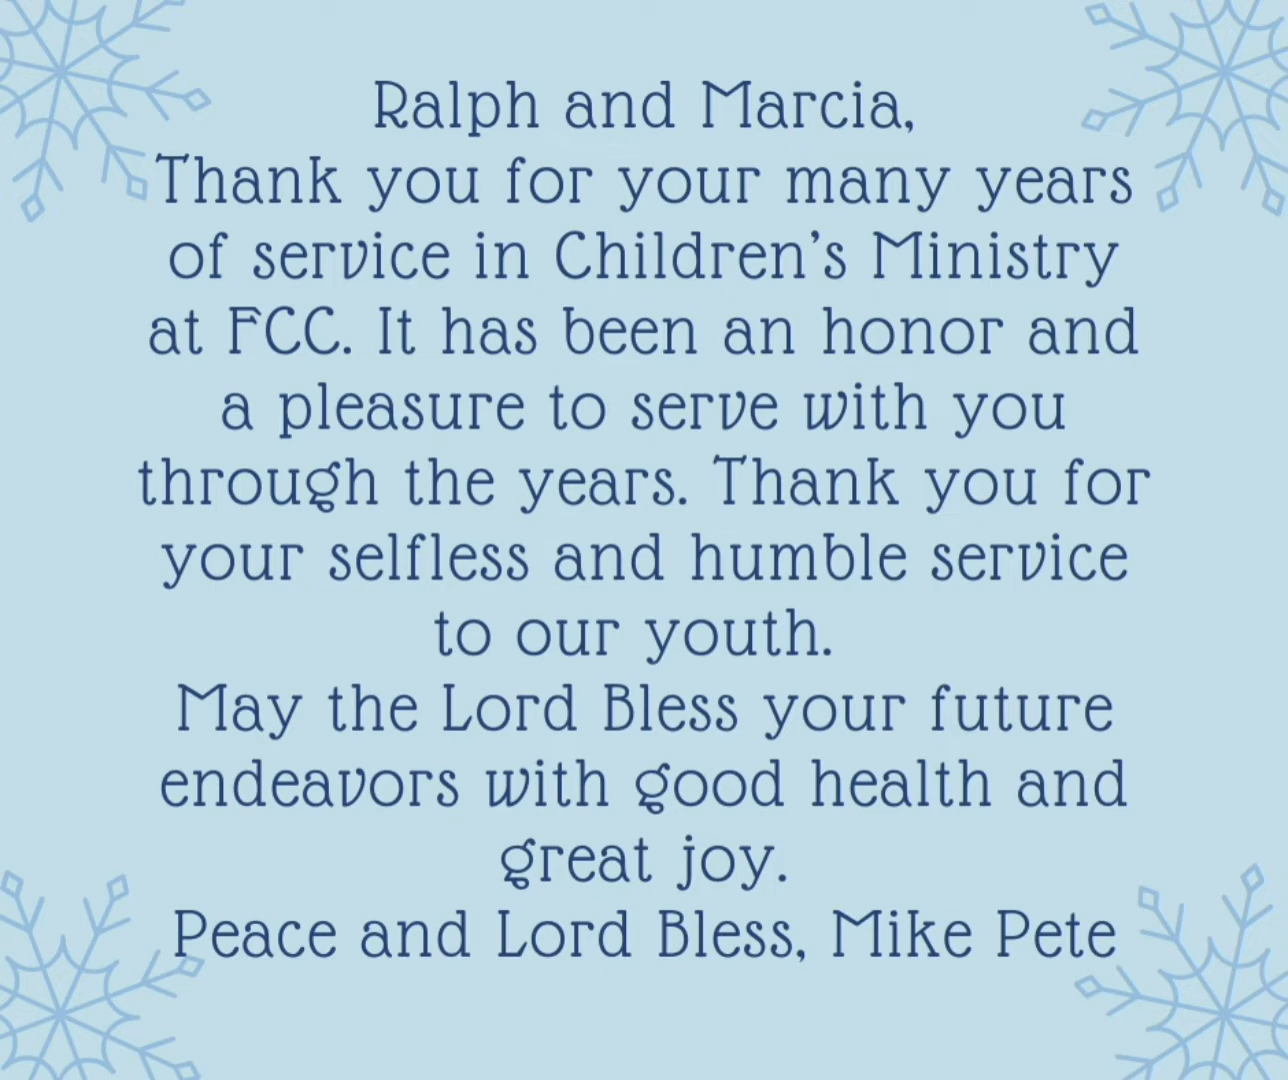 Ralph and Marcia,
Thank you for your many years
of service in Children’s Ministry
at FCC. It has been an honor and
a pleasure to serve with you
through the years. Thank you for
your selfless and humble service
to our youth.
May the Lord Bless your future
endeavors with good health and
great joy.
Peace and Lord Bless, Mike Pete